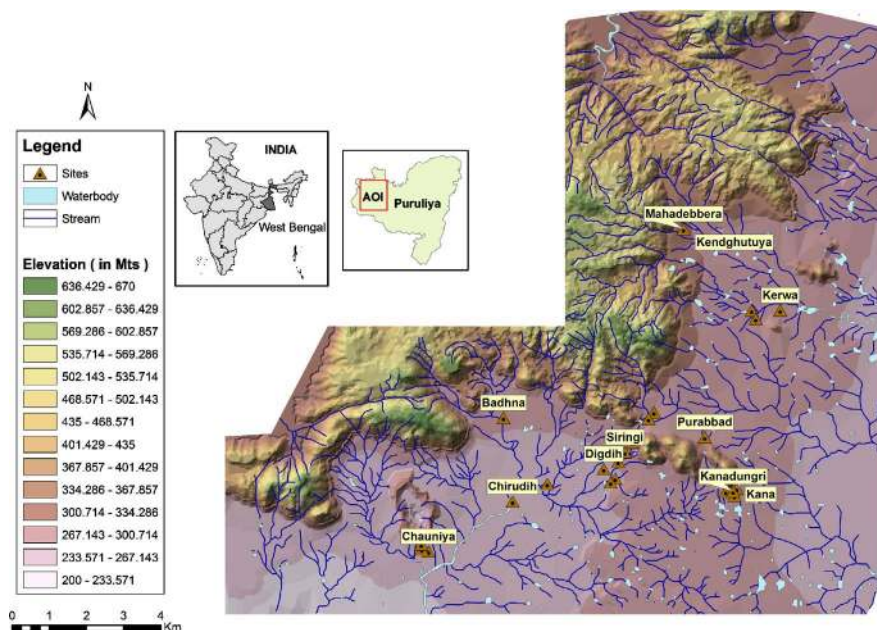 N
Legend
Sites
Waterbody
Stream
Elevation ( in Mts )
636.429 - 670
602.857 - 636.429
569.286 - 602.857
535.714 - 569.286
502.143 - 535.714
468.571 - 502.143
435 - 468.571
401.429 - 435
367.857 - 401.429
334.286 - 367.857
300.714 - 334.286
267.143 - 300.714
233.571 - 267.143
200 - 233.571
0 1 2 3 4
Km
INDIA
West Bengal
AOI
Puruliya
Mahadebbera
Kendghutuya
Kerwa
Badhna
Purabbad
Siringi
Digdih
Chirudih
Kanadungri
Kana
Chauniya